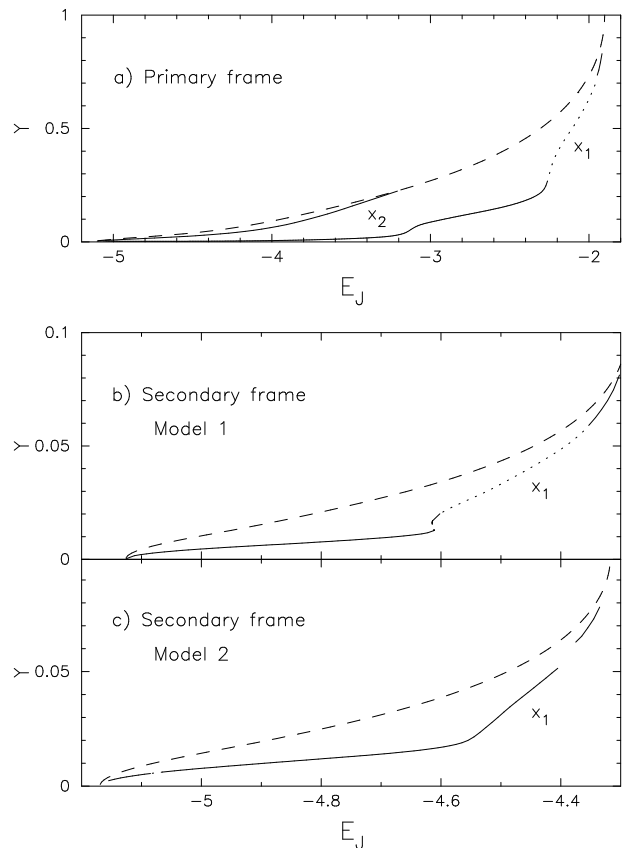 1
a) Primary frame
Y
0.5
x1
x2
0
−5
−4
−3
−2
EJ
0.1
b) Secondary frame
Model 1
Y
0.05
x1
0
c) Secondary frame
Model 2
Y
0.05
x1
0
−5
−4.8
−4.6
−4.4
EJ